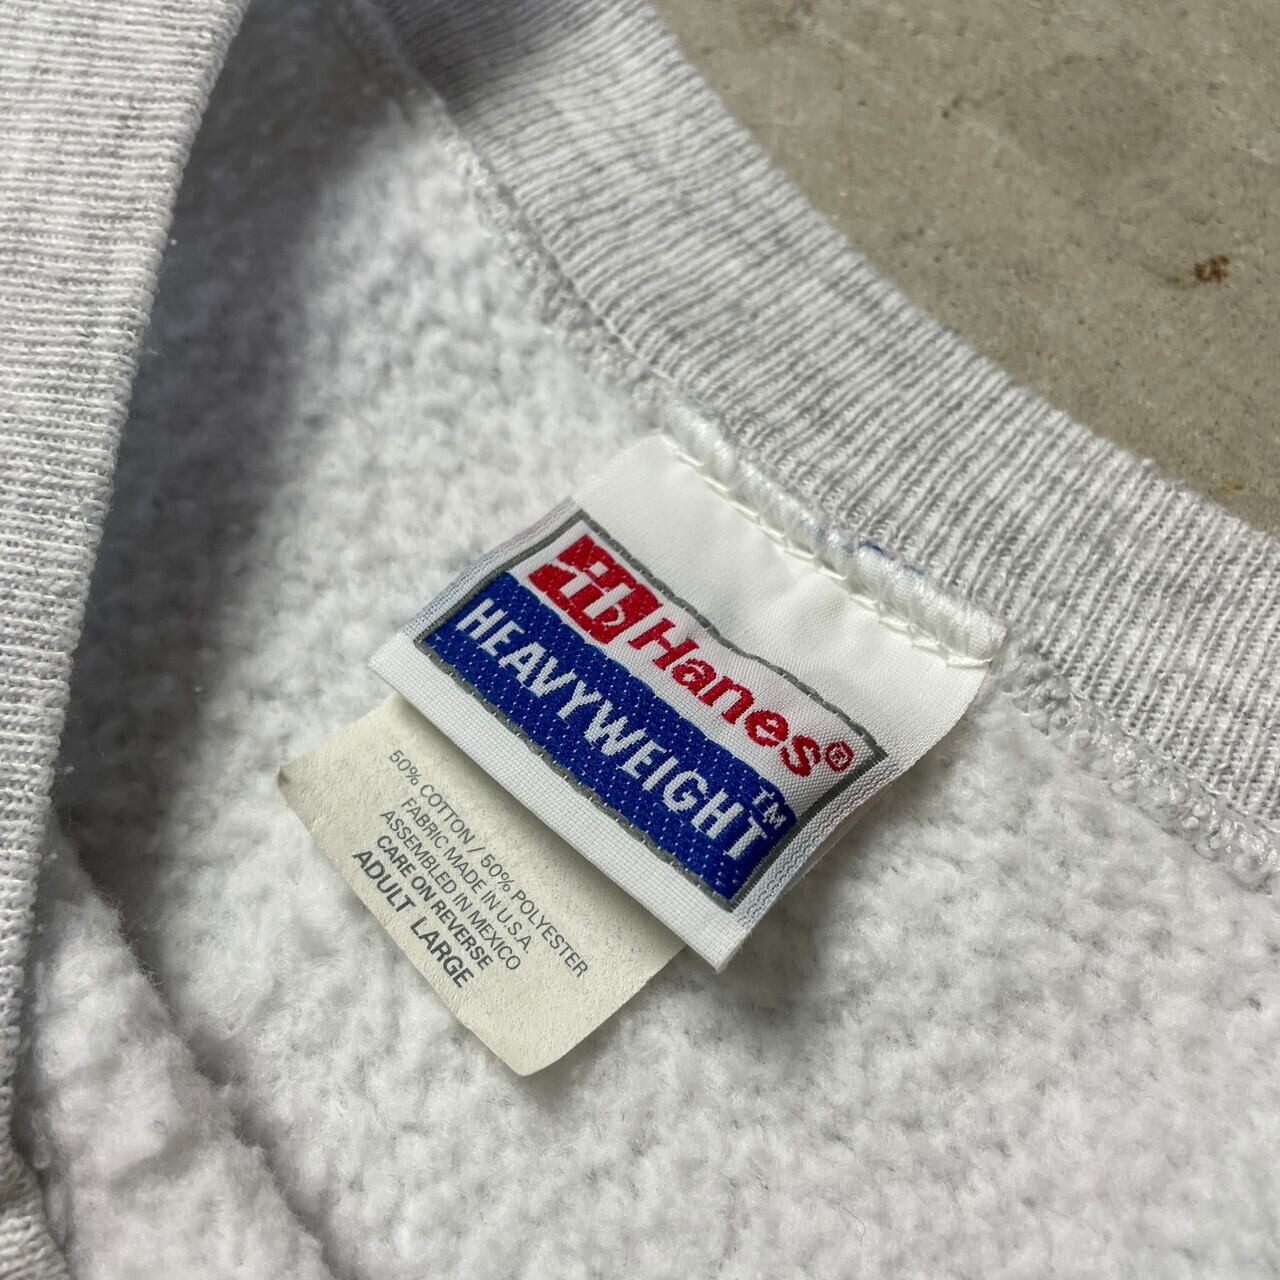 Hanes®
HEAVYWEIGHT™
50% COTTON / 50% POLYESTER
FABRIC MADE IN U.S.A.
ASSEMBLED IN MEXICO
CARE ON REVERSE
ADULT LARGE